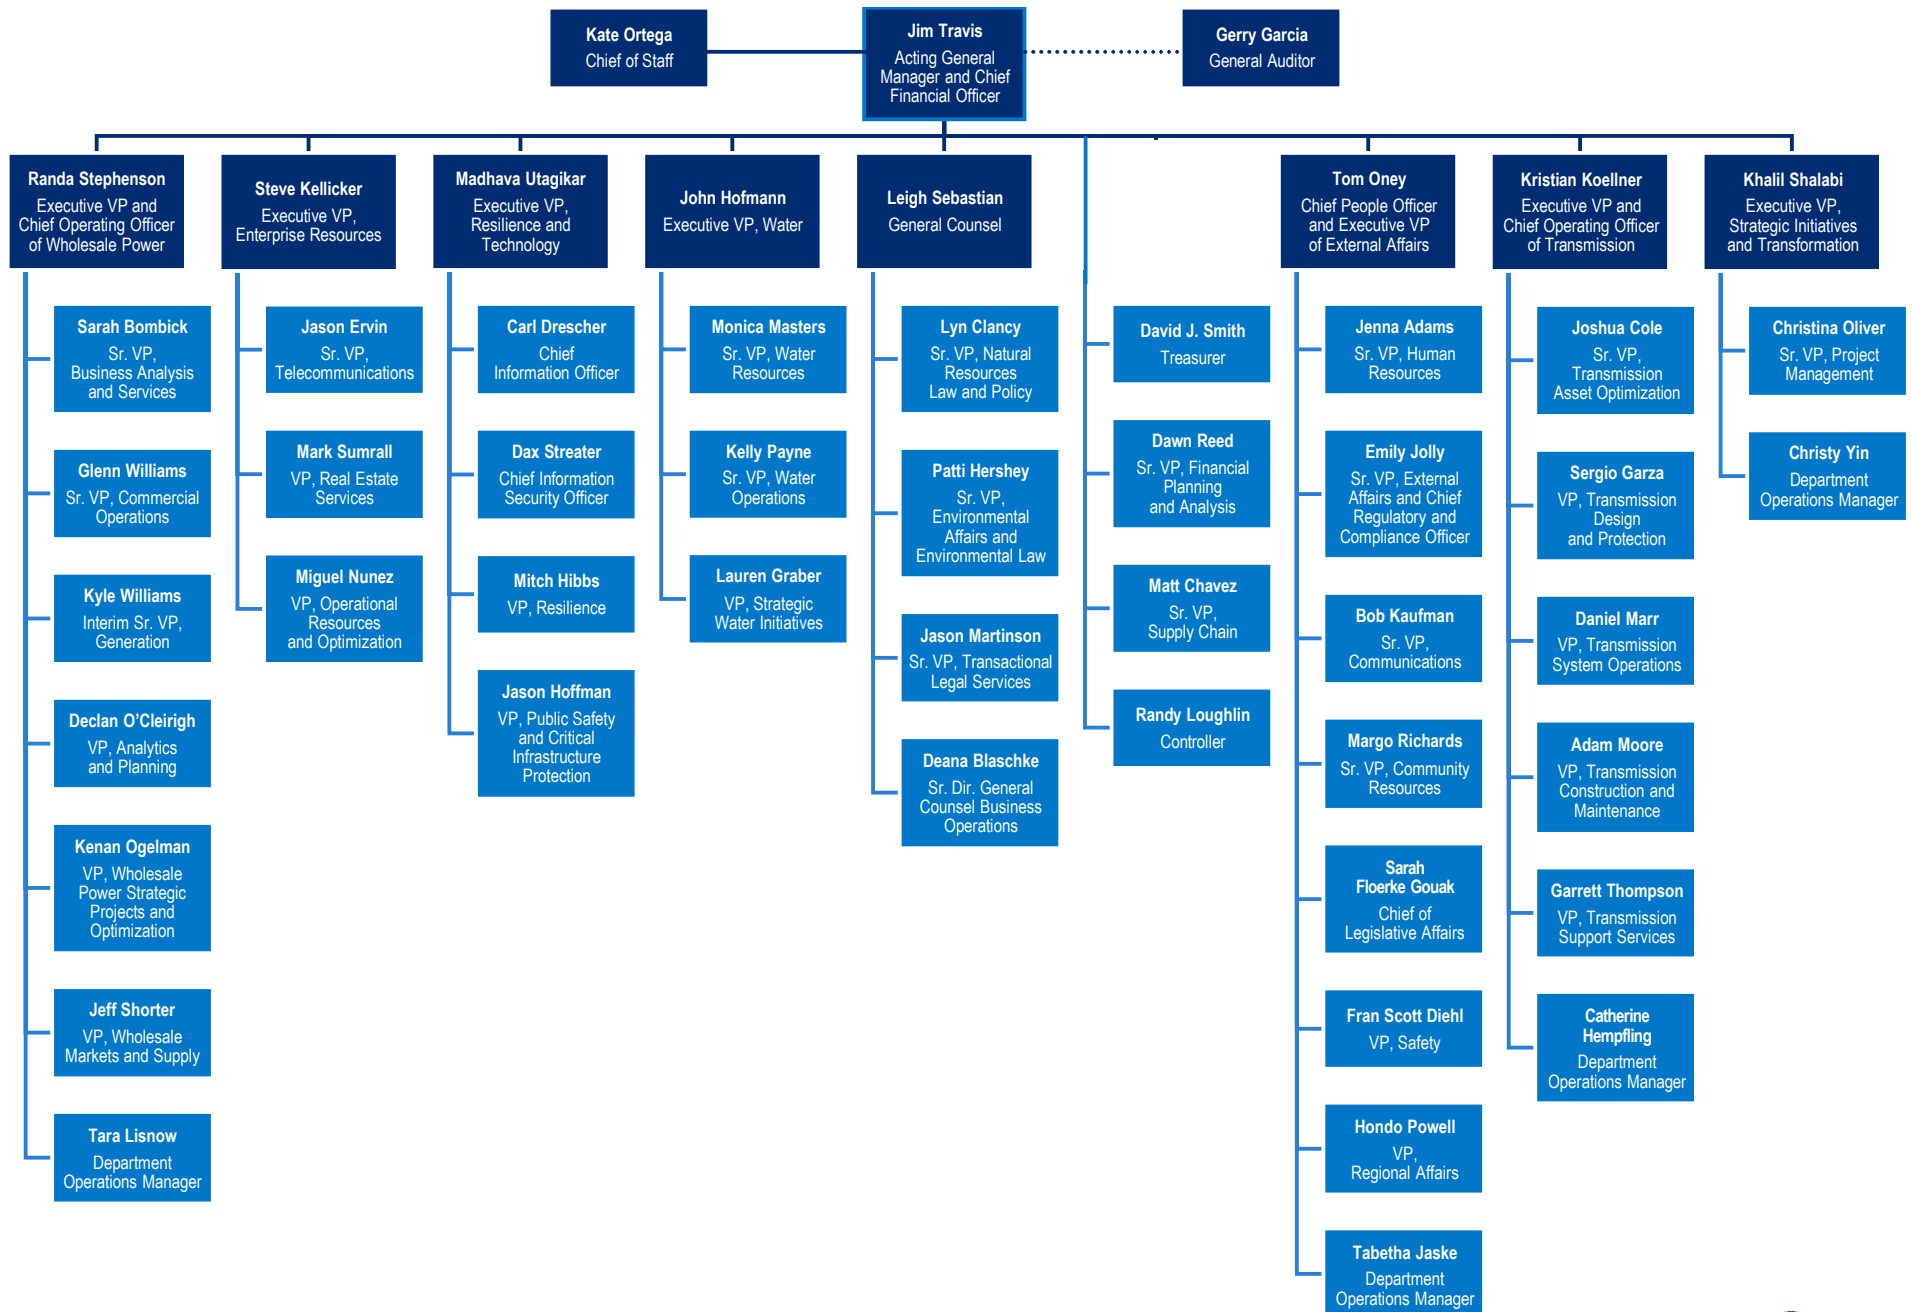 Kate Ortega
Chief of Staff
Jim Travis
Acting General
Manager and Chief
Financial Officer
Gerry Garcia
General Auditor
Randa Stephenson
Executive VP and
Chief Operating Officer
of Wholesale Power
Steve Kellicker
Executive VP,
Enterprise Resources
Madhava Utagikar
Executive VP,
Resilience and
Technology
John Hofmann
Executive VP, Water
Leigh Sebastian
General Counsel
Tom Oney
Chief People Officer
and Executive VP
of External Affairs
Kristian Koellner
Executive VP and
Chief Operating Officer
of Transmission
Khalil Shalabi
Executive VP,
Strategic Initiatives
and Transformation
Sarah Bombick
Sr. VP,
Business Analysis
and Services
Glenn Williams
Sr. VP, Commercial
Operations
Kyle Williams
Interim Sr. VP,
Generation
Declan O'Cleirigh
VP, Analytics
and Planning
Kenan Ogelman
VP, Wholesale
Power Strategic
Projects and
Optimization
Jeff Shorter
VP, Wholesale
Markets and Supply
Tara Lisnow
Department
Operations Manager
Jason Ervin
Sr. VP,
Telecommunications
Mark Sumrall
VP, Real Estate
Services
Miguel Nunez
VP, Operational
Resources
and Optimization
Carl Drescher
Chief
Information Officer
Dax Streater
Chief Information
Security Officer
Mitch Hibbs
VP, Resilience
Jason Hoffman
VP, Public Safety
and Critical
Infrastructure
Protection
Monica Masters
Sr. VP, Water
Resources
Kelly Payne
Sr. VP, Water
Operations
Lauren Graber
VP, Strategic
Water Initiatives
Lyn Clancy
Sr. VP, Natural
Resources
Law and Policy
Patti Hershey
Sr. VP,
Environmental
Affairs and
Environmental Law
Jason Martinson
Sr. VP, Transactional
Legal Services
Deana Blaschke
Sr. Dir. General
Counsel Business
Operations
David J. Smith
Treasurer
Dawn Reed
Sr. VP, Financial
Planning
and Analysis
Matt Chavez
Sr. VP,
Supply Chain
Randy Loughlin
Controller
Jenna Adams
Sr. VP, Human
Resources
Emily Jolly
Sr. VP, External
Affairs and Chief
Regulatory and
Compliance Officer
Bob Kaufman
Sr. VP,
Communications
Margo Richards
Sr. VP, Community
Resources
Sarah
Floerke Gouak
Chief of
Legislative Affairs
Fran Scott Diehl
VP, Safety
Hondo Powell
VP,
Regional Affairs
Tabetha Jaske
Department
Operations Manager
Joshua Cole
Sr. VP,
Transmission
Asset Optimization
Sergio Garza
VP, Transmission
Design
and Protection
Daniel Marr
VP, Transmission
System Operations
Adam Moore
VP, Transmission
Construction and
Maintenance
Garrett Thompson
VP, Transmission
Support Services
Catherine
Hempfling
Department
Operations Manager
Christina Oliver
Sr. VP, Project
Management
Christy Yin
Department
Operations Manager